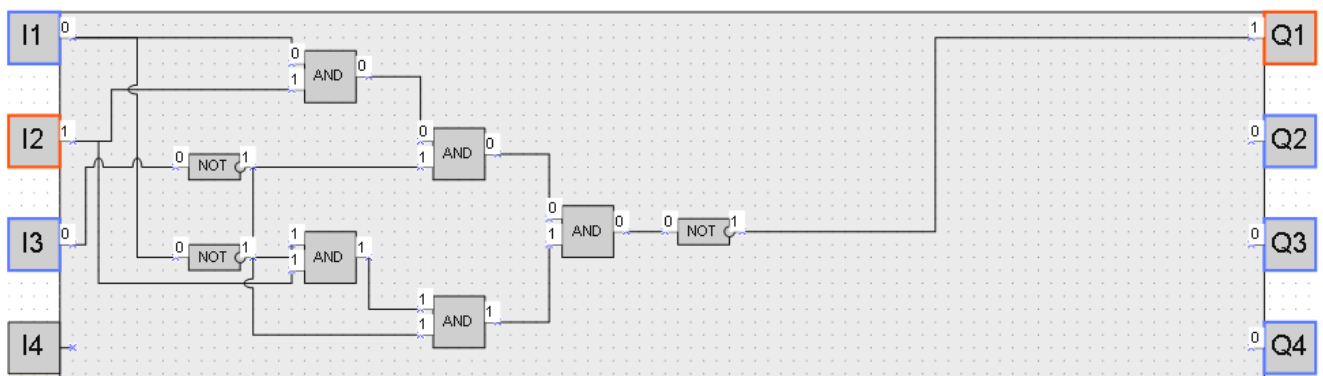 I1 0 1 Q1
0 0
1 AND
I2 1 0 0 0 Q2
0 NOT 1 1 AND
0 0 0 NOT 1
1 AND
I3 0 1 0 Q3
0 NOT 1 1 AND 1
1 1
1 AND
I4 0 Q4